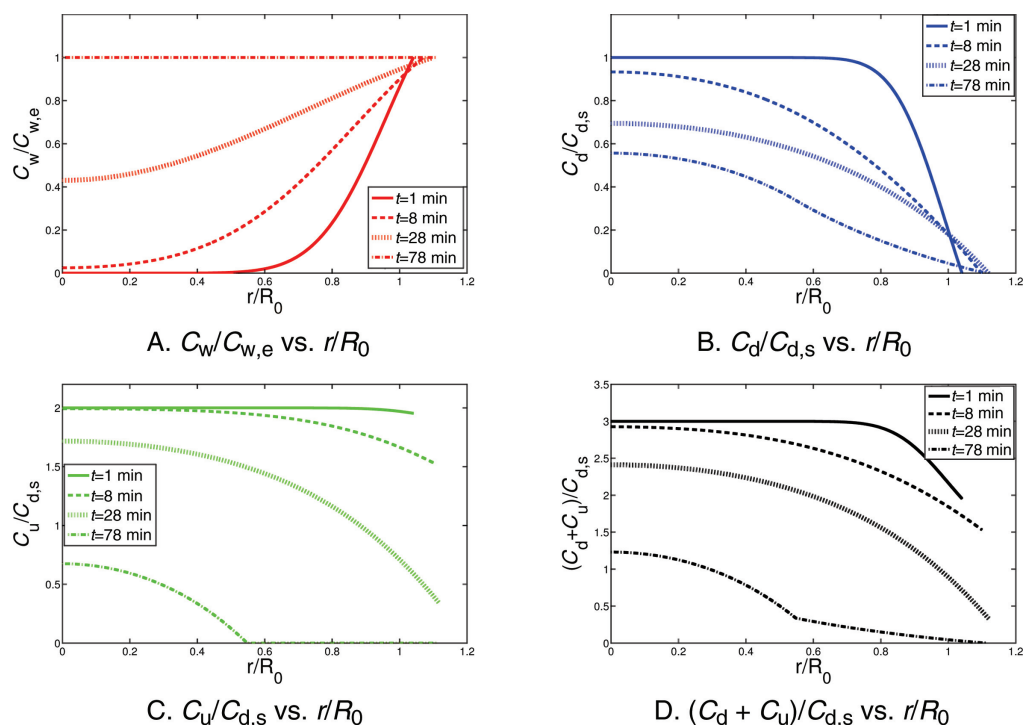 C_w/C_w,e
1
0.8
0.6
0.4
0.2
0
t=1 min
t=8 min
t=28 min
t=78 min
0 0.2 0.4 0.6 0.8 1 1.2
r/R_0
A. C_w/C_w,e vs. r/R_0
C_d/C_d,s
1
0.8
0.6
0.4
0.2
0
t=1 min
t=8 min
t=28 min
t=78 min
0 0.2 0.4 0.6 0.8 1 1.2
r/R_0
B. C_d/C_d,s vs. r/R_0
C_u/C_d,s
2
1.5
1
0.5
0
t=1 min
t=8 min
t=28 min
t=78 min
0 0.2 0.4 0.6 0.8 1 1.2
r/R_0
C. C_u/C_d,s vs. r/R_0
(C_d+C_u)/C_d,s
3.5
3
2.5
2
1.5
1
0.5
0
t=1 min
t=8 min
t=28 min
t=78 min
0 0.2 0.4 0.6 0.8 1 1.2
r/R_0
D. (C_d + C_u)/C_d,s vs. r/R_0